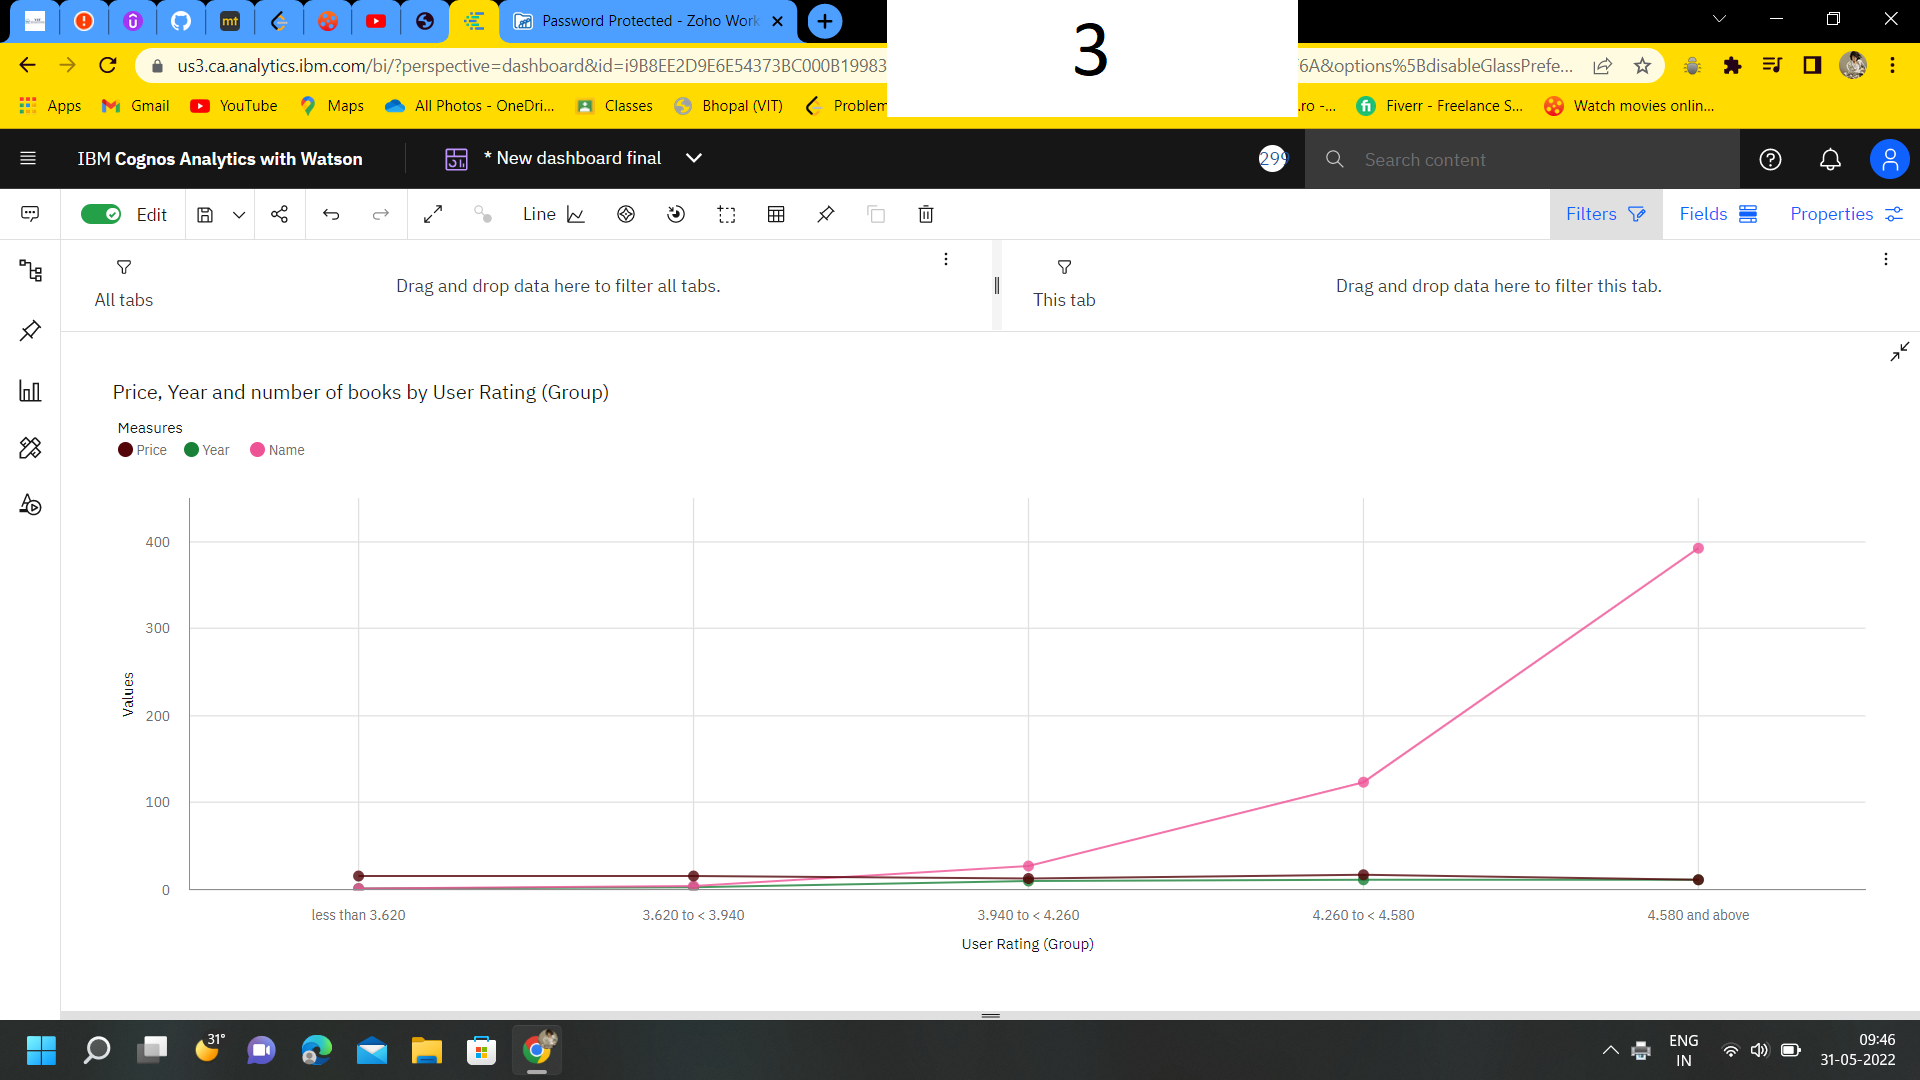 mt
Password Protected - Zoho Work
3
us3.ca.analytics.ibm.com/bi/?perspective=dashboard&id=i9B8EE2D9E6E54373BC000B19983
6A&options%5BdisableGlassPrefe...
Apps
Gmail
YouTube
Maps
All Photos - OneDri...
Classes
Bhopal (VIT)
Problem
.ro -...
Fiverr - Freelance S...
Watch movies onlin...
IBM Cognos Analytics with Watson
* New dashboard final
299
Search content
Edit
Line
Filters
Fields
Properties
All tabs
Drag and drop data here to filter all tabs.
This tab
Drag and drop data here to filter this tab.
Price, Year and number of books by User Rating (Group)
Measures
Price
Year
Name
400
300
200
100
0
Values
less than 3.620
3.620 to < 3.940
3.940 to < 4.260
4.260 to < 4.580
4.580 and above
User Rating (Group)
31°
ENG
IN
09:46
31-05-2022